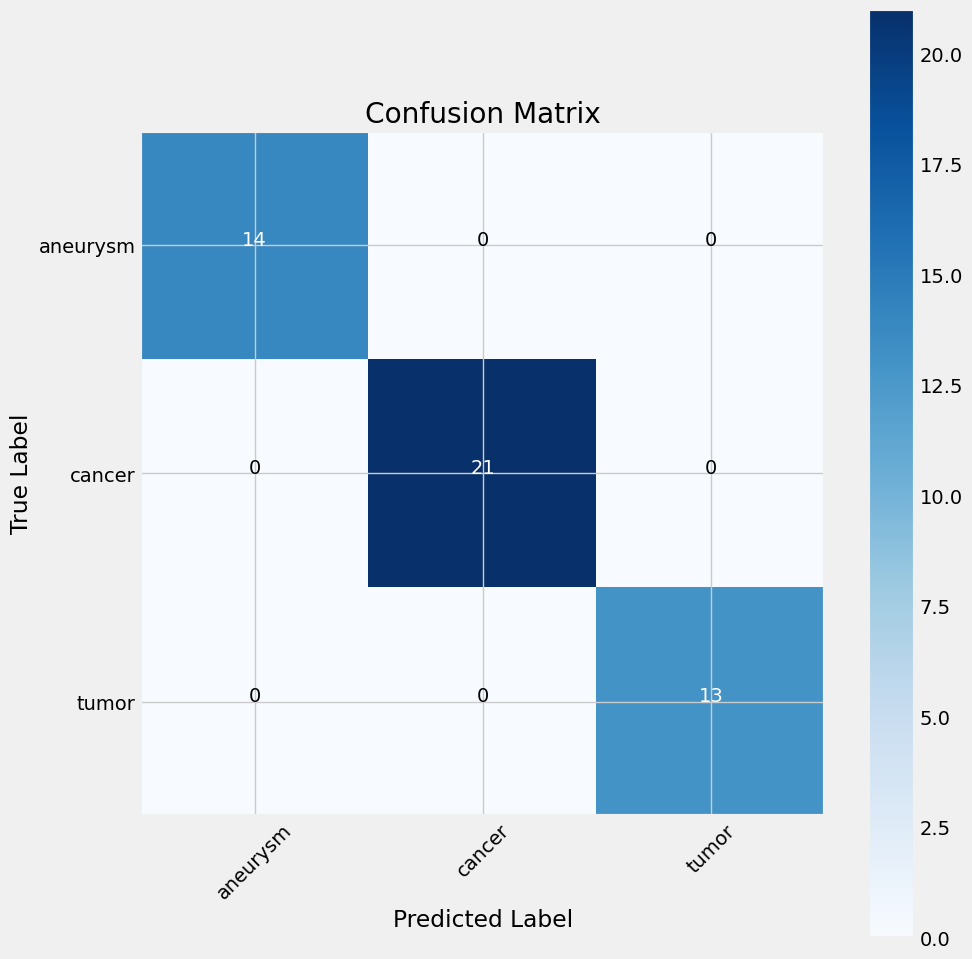 Confusion Matrix
True Label
aneurysm 14 0 0
cancer 0 21 0
tumor 0 0 13
aneurysm cancer tumor
Predicted Label
20.0
17.5
15.0
12.5
10.0
7.5
5.0
2.5
0.0